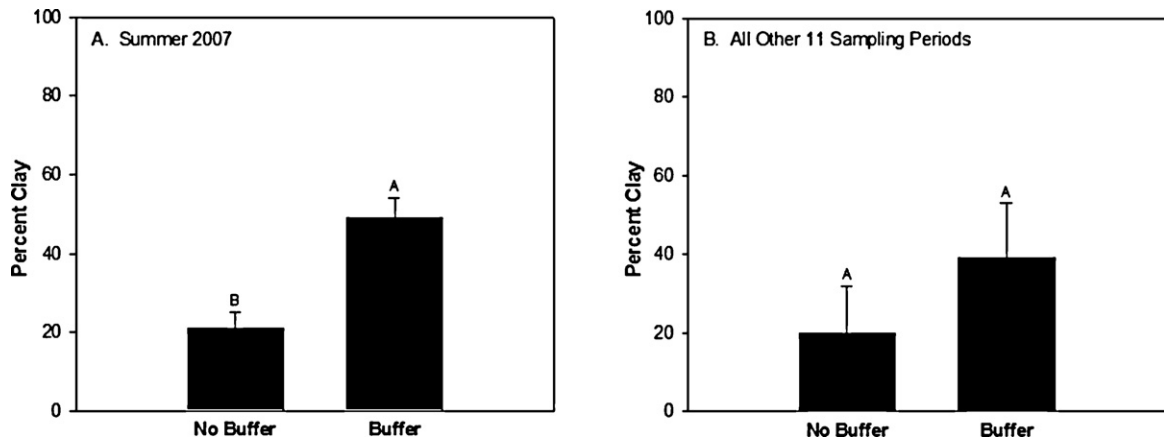 A. Summer 2007
Percent Clay
100
80
60
40
20
0
B
A
No Buffer
Buffer
B. All Other 11 Sampling Periods
Percent Clay
100
80
60
40
20
0
A
A
No Buffer
Buffer